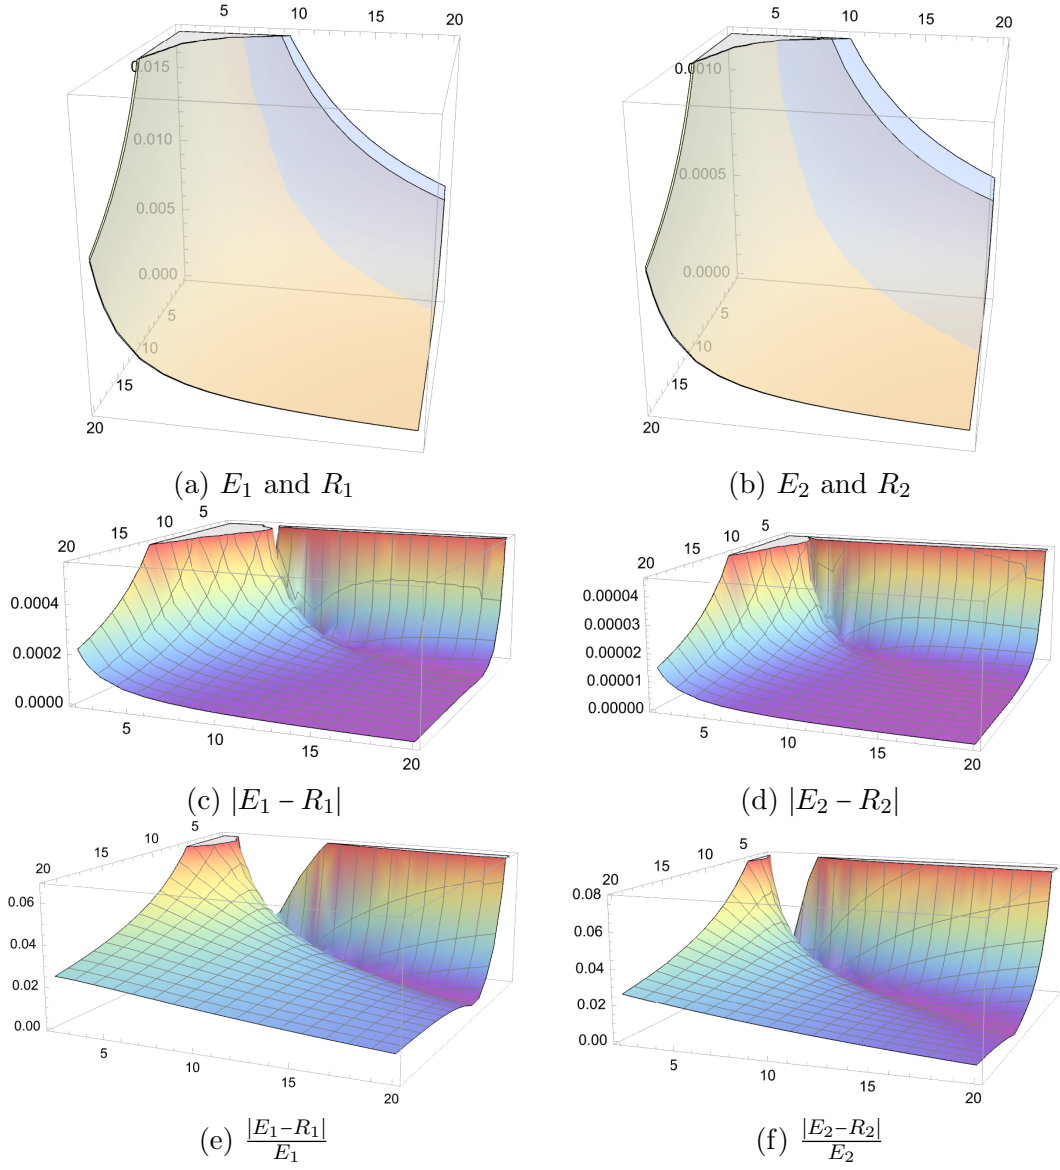 5 10 15 20
0.015
0.010
0.005
0.000
5
10
15
20
5 10 15 20
0.0010
0.0005
0.0000
5
10
15
20
(a) E₁ and R₁
(b) E₂ and R₂
20 15 10 5
0.0004
0.0002
0.0000
5 10 15 20
20 15 10 5
0.00004
0.00003
0.00002
0.00001
0.00000
5 10 15 20
(c) |E₁ – R₁|
(d) |E₂ – R₂|
20 15 10 5
0.06
0.04
0.02
0.00
5 10 15 20
20 15 10 5
0.08
0.06
0.04
0.02
0.00
5 10 15 20
(e) |E₁–R₁|
E₁
(f) |E₂–R₂|
E₂